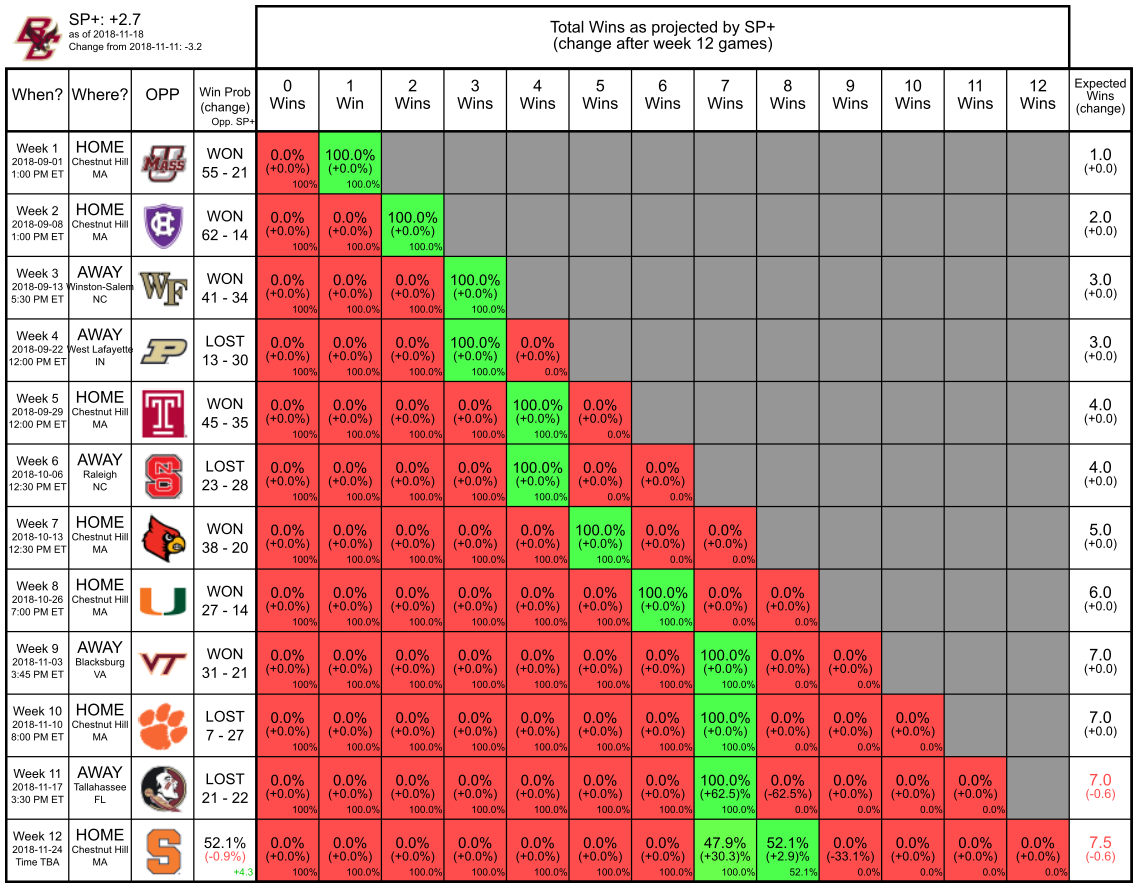 SP+: +2.7
as of 2018-11-18
Change from 2018-11-11: -3.2
Total Wins as projected by SP+
(change after week 12 games)
When? Where? OPP Win Prob (change) Opp. SP+ 0 Wins 1 Win 2 Wins 3 Wins 4 Wins 5 Wins 6 Wins 7 Wins 8 Wins 9 Wins 10 Wins 11 Wins 12 Wins Expected Wins (change)
Week 1 HOME MASS WON 0.0% 100.0% 1.0
2018-09-01 Chestnut Hill 55 - 21 (+0.0%) (+0.0%) (+0.0)
1:00 PM ET MA 100% 100.0%
Week 2 HOME WON 0.0% 0.0% 100.0% 2.0
2018-09-08 Chestnut Hill 62 - 14 (+0.0%) (+0.0%) (+0.0%) (+0.0)
1:00 PM ET MA 100% 100.0% 100.0%
Week 3 AWAY WF WON 0.0% 0.0% 0.0% 100.0% 3.0
2018-09-13 Winston-Salem 41 - 34 (+0.0%) (+0.0%) (+0.0%) (+0.0%) (+0.0)
5:30 PM ET NC 100% 100.0% 100.0% 100.0%
Week 4 AWAY P LOST 0.0% 0.0% 0.0% 100.0% 0.0% 3.0
2018-09-22 West Lafayette 13 - 30 (+0.0%) (+0.0%) (+0.0%) (+0.0%) (+0.0%) (+0.0)
12:00 PM ET IN 100% 100.0% 100.0% 100.0% 0.0%
Week 5 HOME T WON 0.0% 0.0% 0.0% 0.0% 100.0% 0.0% 4.0
2018-09-29 Chestnut Hill 45 - 35 (+0.0%) (+0.0%) (+0.0%) (+0.0%) (+0.0%) (+0.0%) (+0.0)
12:00 PM ET MA 100% 100.0% 100.0% 100.0% 100.0% 0.0%
Week 6 AWAY S LOST 0.0% 0.0% 0.0% 0.0% 100.0% 0.0% 0.0% 4.0
2018-10-06 Raleigh 23 - 28 (+0.0%) (+0.0%) (+0.0%) (+0.0%) (+0.0%) (+0.0%) (+0.0%) (+0.0)
12:30 PM ET NC 100% 100.0% 100.0% 100.0% 100.0% 0.0% 0.0%
Week 7 HOME WON 0.0% 0.0% 0.0% 0.0% 0.0% 100.0% 0.0% 0.0% 5.0
2018-10-13 Chestnut Hill 38 - 20 (+0.0%) (+0.0%) (+0.0%) (+0.0%) (+0.0%) (+0.0%) (+0.0%) (+0.0%) (+0.0)
12:30 PM ET MA 100% 100.0% 100.0% 100.0% 100.0% 100.0% 0.0% 0.0%
Week 8 HOME U WON 0.0% 0.0% 0.0% 0.0% 0.0% 0.0% 100.0% 0.0% 0.0% 6.0
2018-10-26 Chestnut Hill 27 - 14 (+0.0%) (+0.0%) (+0.0%) (+0.0%) (+0.0%) (+0.0%) (+0.0%) (+0.0%) (+0.0%) (+0.0)
7:00 PM ET MA 100% 100.0% 100.0% 100.0% 100.0% 100.0% 100.0% 0.0% 0.0%
Week 9 AWAY VT WON 0.0% 0.0% 0.0% 0.0% 0.0% 0.0% 0.0% 100.0% 0.0% 0.0% 7.0
2018-11-03 Blacksburg 31 - 21 (+0.0%) (+0.0%) (+0.0%) (+0.0%) (+0.0%) (+0.0%) (+0.0%) (+0.0%) (+0.0%) (+0.0%) (+0.0)
3:45 PM ET VA 100% 100.0% 100.0% 100.0% 100.0% 100.0% 100.0% 100.0% 0.0% 0.0%
Week 10 HOME LOST 0.0% 0.0% 0.0% 0.0% 0.0% 0.0% 0.0% 100.0% 0.0% 0.0% 0.0% 7.0
2018-11-10 Chestnut Hill 7 - 27 (+0.0%) (+0.0%) (+0.0%) (+0.0%) (+0.0%) (+0.0%) (+0.0%) (+0.0%) (+0.0%) (+0.0%) (+0.0%) (+0.0)
8:00 PM ET MA 100% 100.0% 100.0% 100.0% 100.0% 100.0% 100.0% 100.0% 0.0% 0.0% 0.0%
Week 11 AWAY LOST 0.0% 0.0% 0.0% 0.0% 0.0% 0.0% 0.0% 100.0% 0.0% 0.0% 0.0% 0.0% 7.0
2018-11-17 Tallahassee 21 - 22 (+0.0%) (+0.0%) (+0.0%) (+0.0%) (+0.0%) (+0.0%) (+0.0%) (+62.5)% (-62.5%) (+0.0%) (+0.0%) (+0.0%) (-0.6)
3:30 PM ET FL 100% 100.0% 100.0% 100.0% 100.0% 100.0% 100.0% 100.0% 0.0% 0.0% 0.0% 0.0%
Week 12 HOME S 52.1% 0.0% 0.0% 0.0% 0.0% 0.0% 0.0% 0.0% 47.9% 52.1% 0.0% 0.0% 0.0% 0.0% 7.5
2018-11-24 Chestnut Hill (-0.9%) (+0.0%) (+0.0%) (+0.0%) (+0.0%) (+0.0%) (+0.0%) (+0.0%) (+30.3)% (+2.9)% (-33.1%) (+0.0%) (+0.0%) (+0.0%) (-0.6)
Time TBA MA +4.3 100% 100.0% 100.0% 100.0% 100.0% 100.0% 100.0% 100.0% 52.1% 0.0% 0.0% 0.0% 0.0%